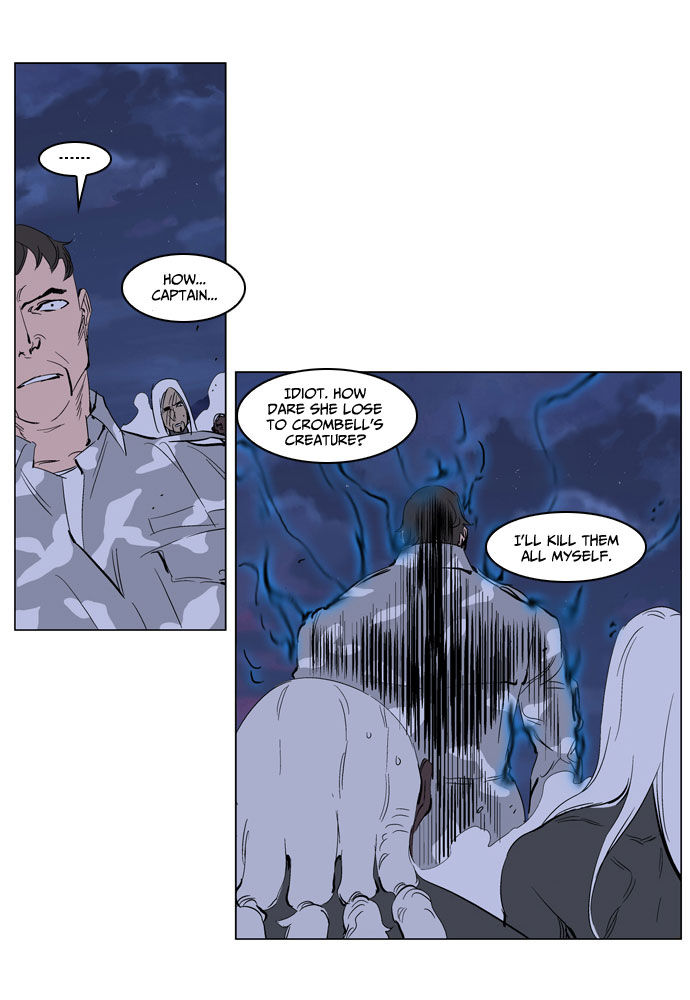 ------
HOW...
CAPTAIN...
IDIOT. HOW
DARE SHE LOSE
TO CROMBELL'S
CREATURE?
I'LL KILL THEM
ALL MYSELF.